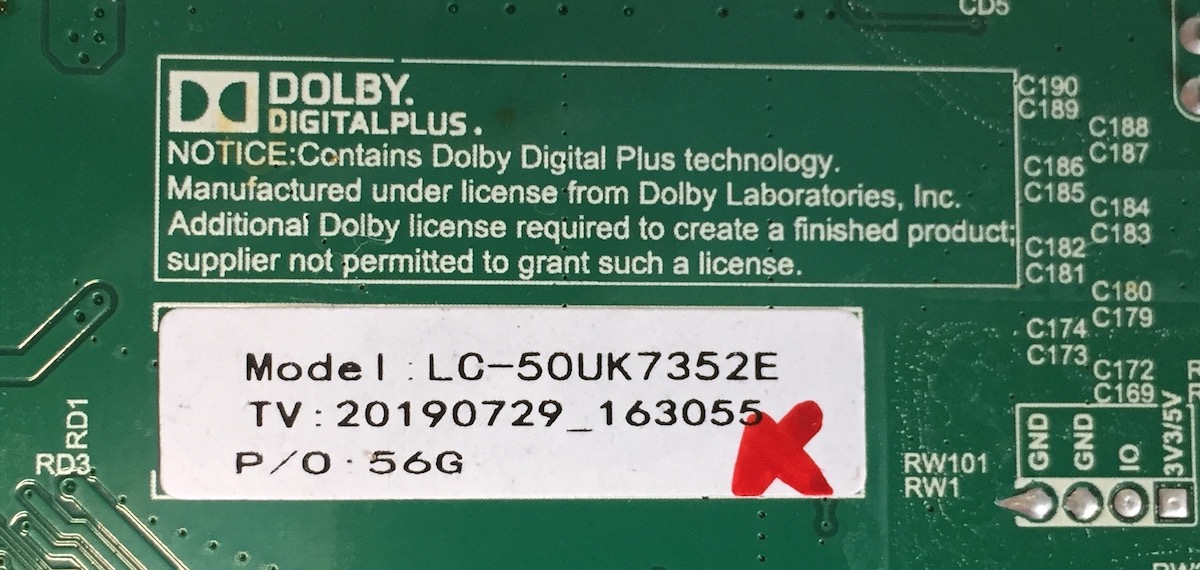 CD5
DOLBY.
DIGITALPLUS.
NOTICE:Contains Dolby Digital Plus technology.
Manufactured under license from Dolby Laboratories, Inc.
Additional Dolby license required to create a finished product;
supplier not permitted to grant such a license.
Model:LC-50UK7352E
TV:20190729_163055
P/O:56G
RD1
RD3
C190
C189
C188
C187
C186
C185
C184
C183
C182
C181
C180
C179
C174
C173
C172
C169
RW101
RW1
GND
GND
IO
3V3/5V